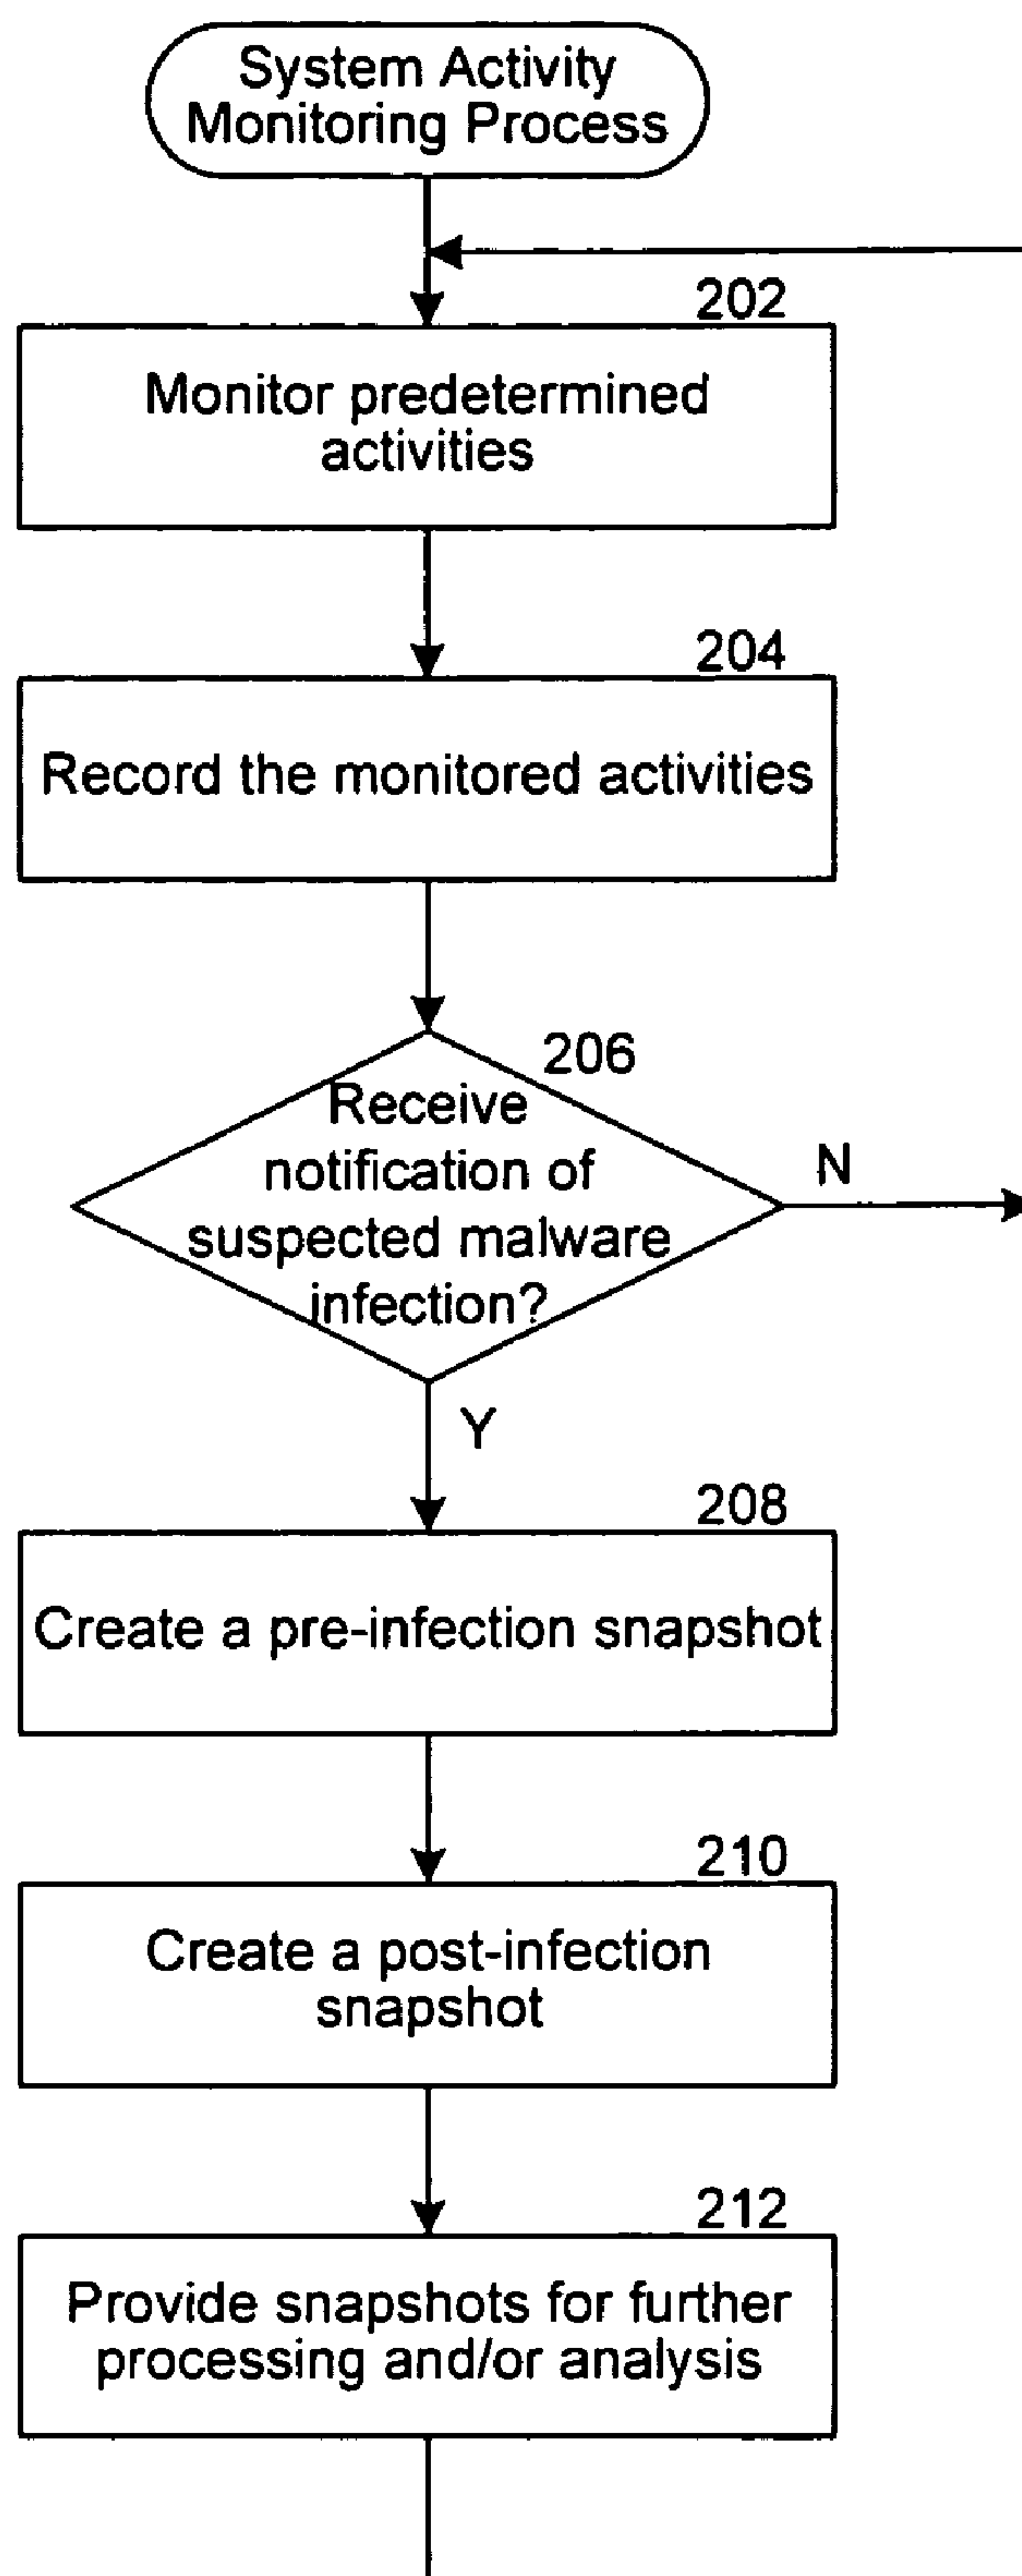 System Activity
Monitoring Process
202
Monitor predetermined
activities
204
Record the monitored activities
206
Receive
notification of
suspected malware
infection?
N
Y
208
Create a pre-infection snapshot
210
Create a post-infection
snapshot
212
Provide snapshots for further
processing and/or analysis